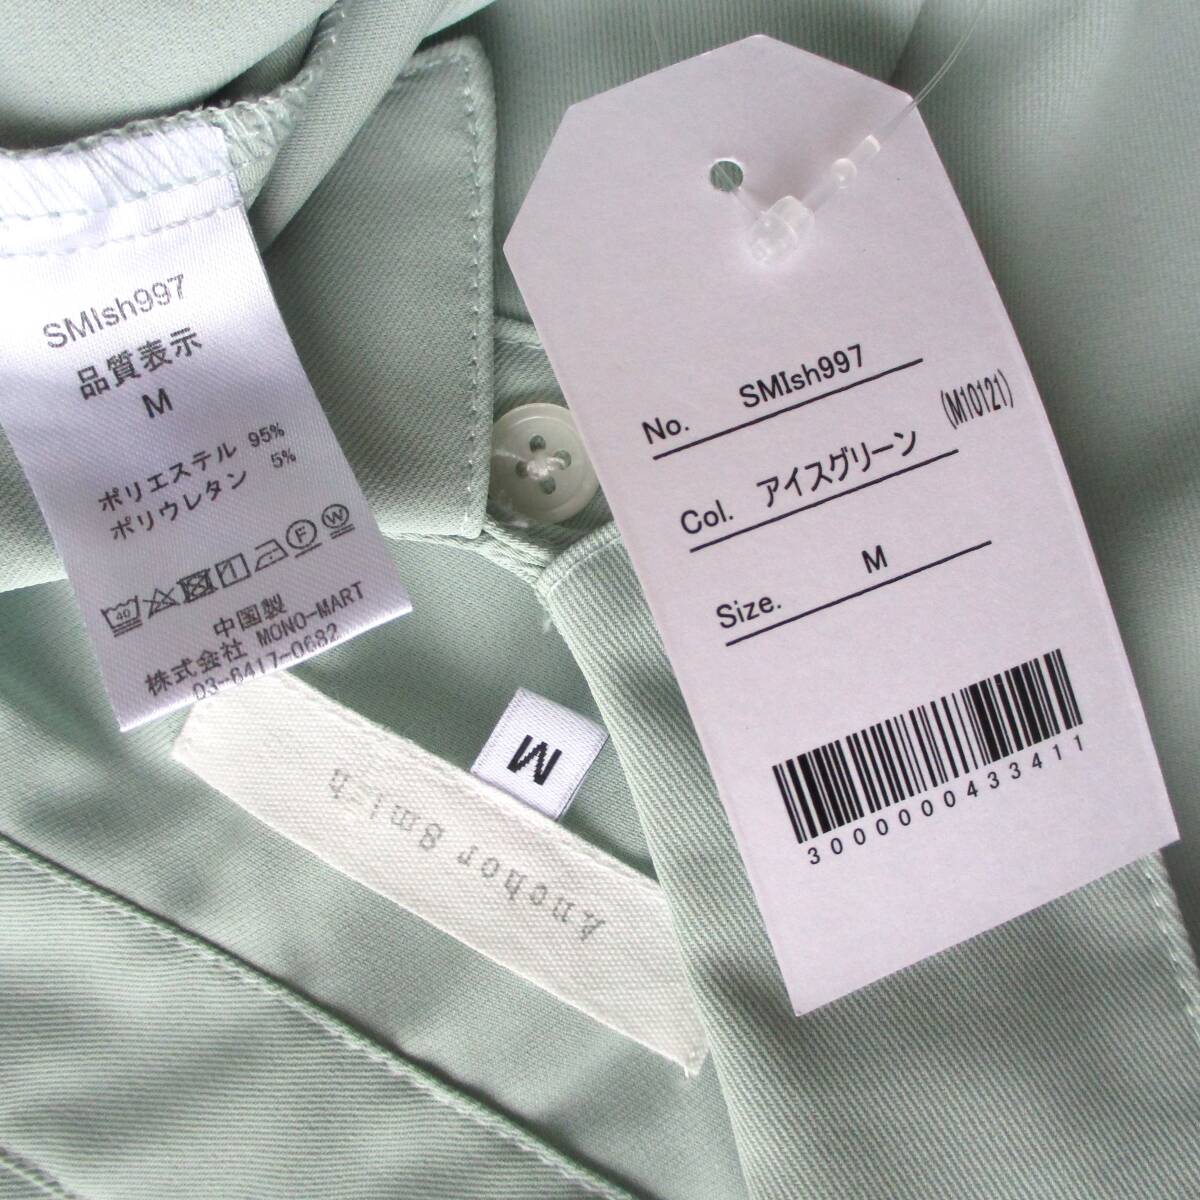 SMIsh997
品質表示
M
ポリエステル 95%
ポリウレタン 5%
40
F
W
中国製
株式会社 MONO-MART
03-6417-0682
No. SMIsh997
Col. アイスグリーン (M10121)
Size. M
3000000433411
M
Anchor Smith